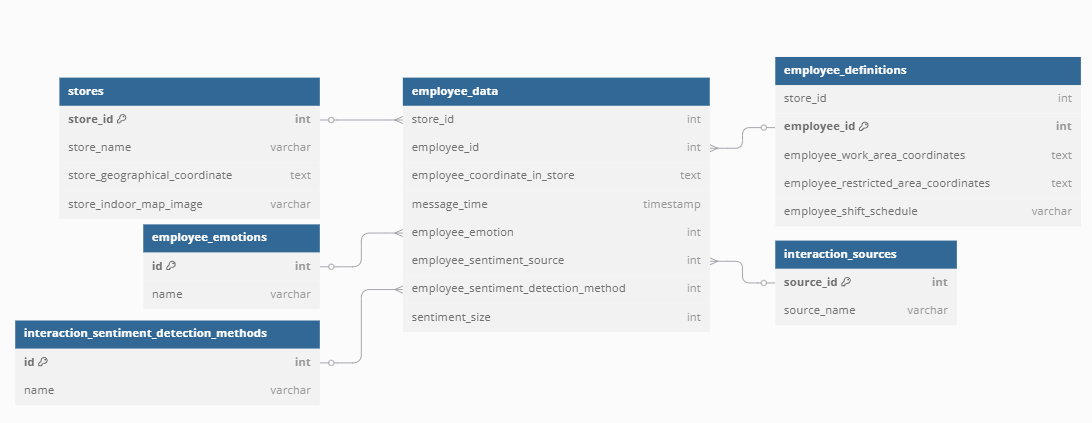 stores
store_id int
store_name varchar
store_geographical_coordinate text
store_indoor_map_image varchar
employee_emotions
id int
name varchar
interaction_sentiment_detection_methods
id int
name varchar
employee_data
store_id int
employee_id int
employee_coordinate_in_store text
message_time timestamp
employee_emotion int
employee_sentiment_source int
employee_sentiment_detection_method int
sentiment_size int
employee_definitions
store_id int
employee_id int
employee_work_area_coordinates text
employee_restricted_area_coordinates text
employee_shift_schedule varchar
interaction_sources
source_id int
source_name varchar